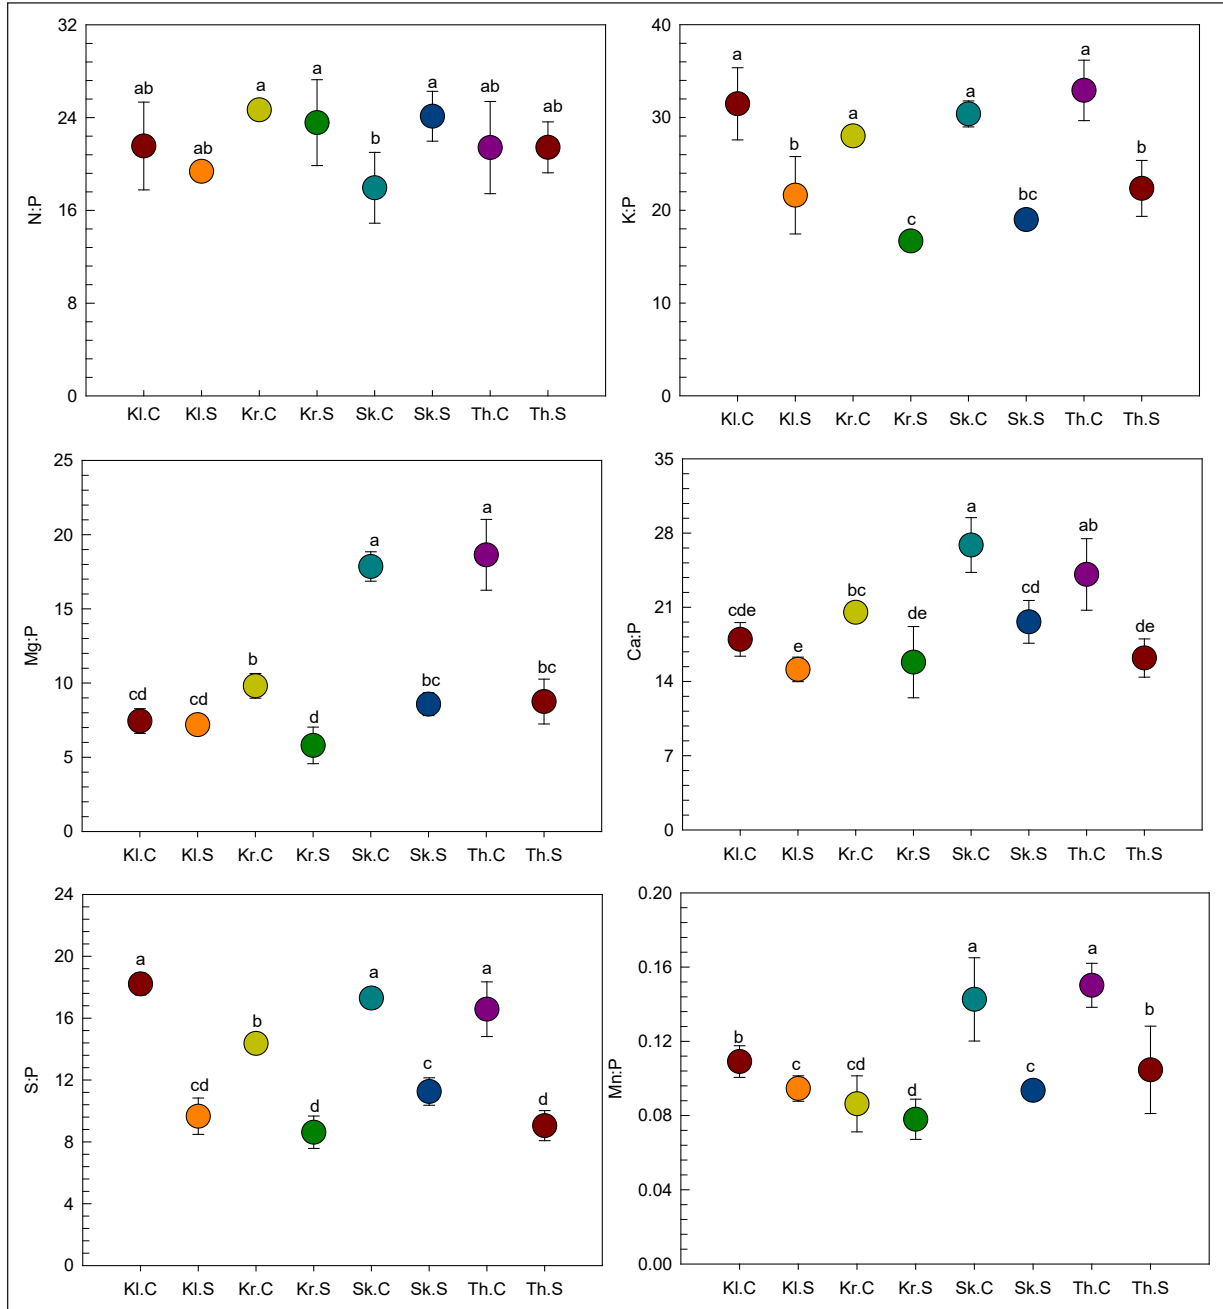 32
24
16
8
0
N:P
ab
ab
a
a
b
a
ab
ab
Kl.C Kl.S Kr.C Kr.S Sk.C Sk.S Th.C Th.S
40
30
20
10
0
K:P
a
b
a
c
a
bc
a
b
Kl.C Kl.S Kr.C Kr.S Sk.C Sk.S Th.C Th.S
25
20
15
10
5
0
Mg:P
cd
cd
b
d
a
bc
a
bc
Kl.C Kl.S Kr.C Kr.S Sk.C Sk.S Th.C Th.S
35
28
21
14
7
0
Ca:P
cde
e
bc
de
a
cd
ab
de
Kl.C Kl.S Kr.C Kr.S Sk.C Sk.S Th.C Th.S
24
20
16
12
8
4
0
S:P
a
cd
b
d
a
c
a
d
Kl.C Kl.S Kr.C Kr.S Sk.C Sk.S Th.C Th.S
0.20
0.16
0.12
0.08
0.04
0.00
Mn:P
b
c
cd
d
a
c
a
b
Kl.C Kl.S Kr.C Kr.S Sk.C Sk.S Th.C Th.S